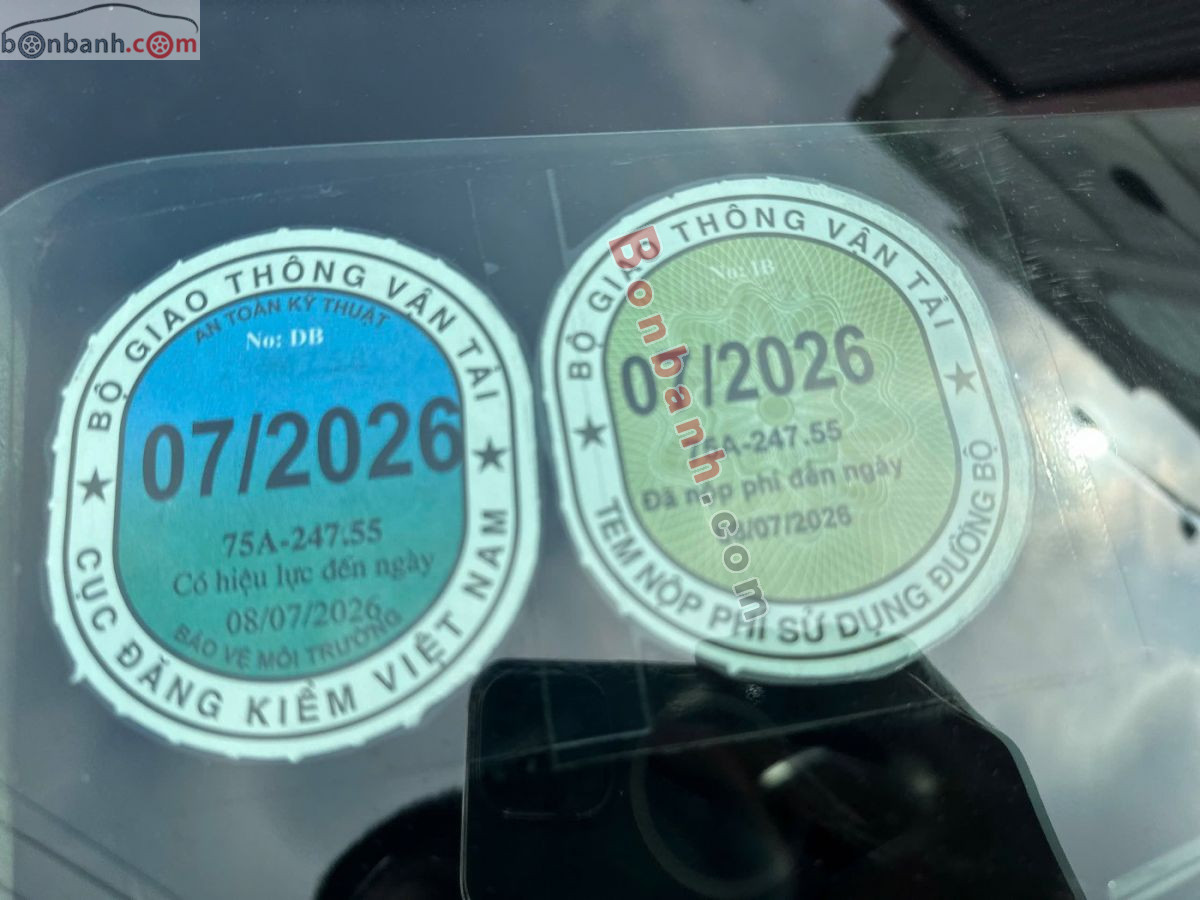 bonbanh.com
BỘ GIAO THÔNG VẬN TẢI
AN TOÀN KỸ THUẬT
No: DB
07/2026
75A-247.55
Có hiệu lực đến ngày
08/07/2026
BẢO VỆ MÔI TRƯỜNG
CỤC ĐĂNG KIỂM VIỆT NAM
BỘ GIAO THÔNG VẬN TẢI
No: IB
07/2026
75A-247.55
Đã nộp phí đến ngày
08/07/2026
TEM NỘP PHÍ SỬ DỤNG ĐƯỜNG BỘ
Bonbanh.com